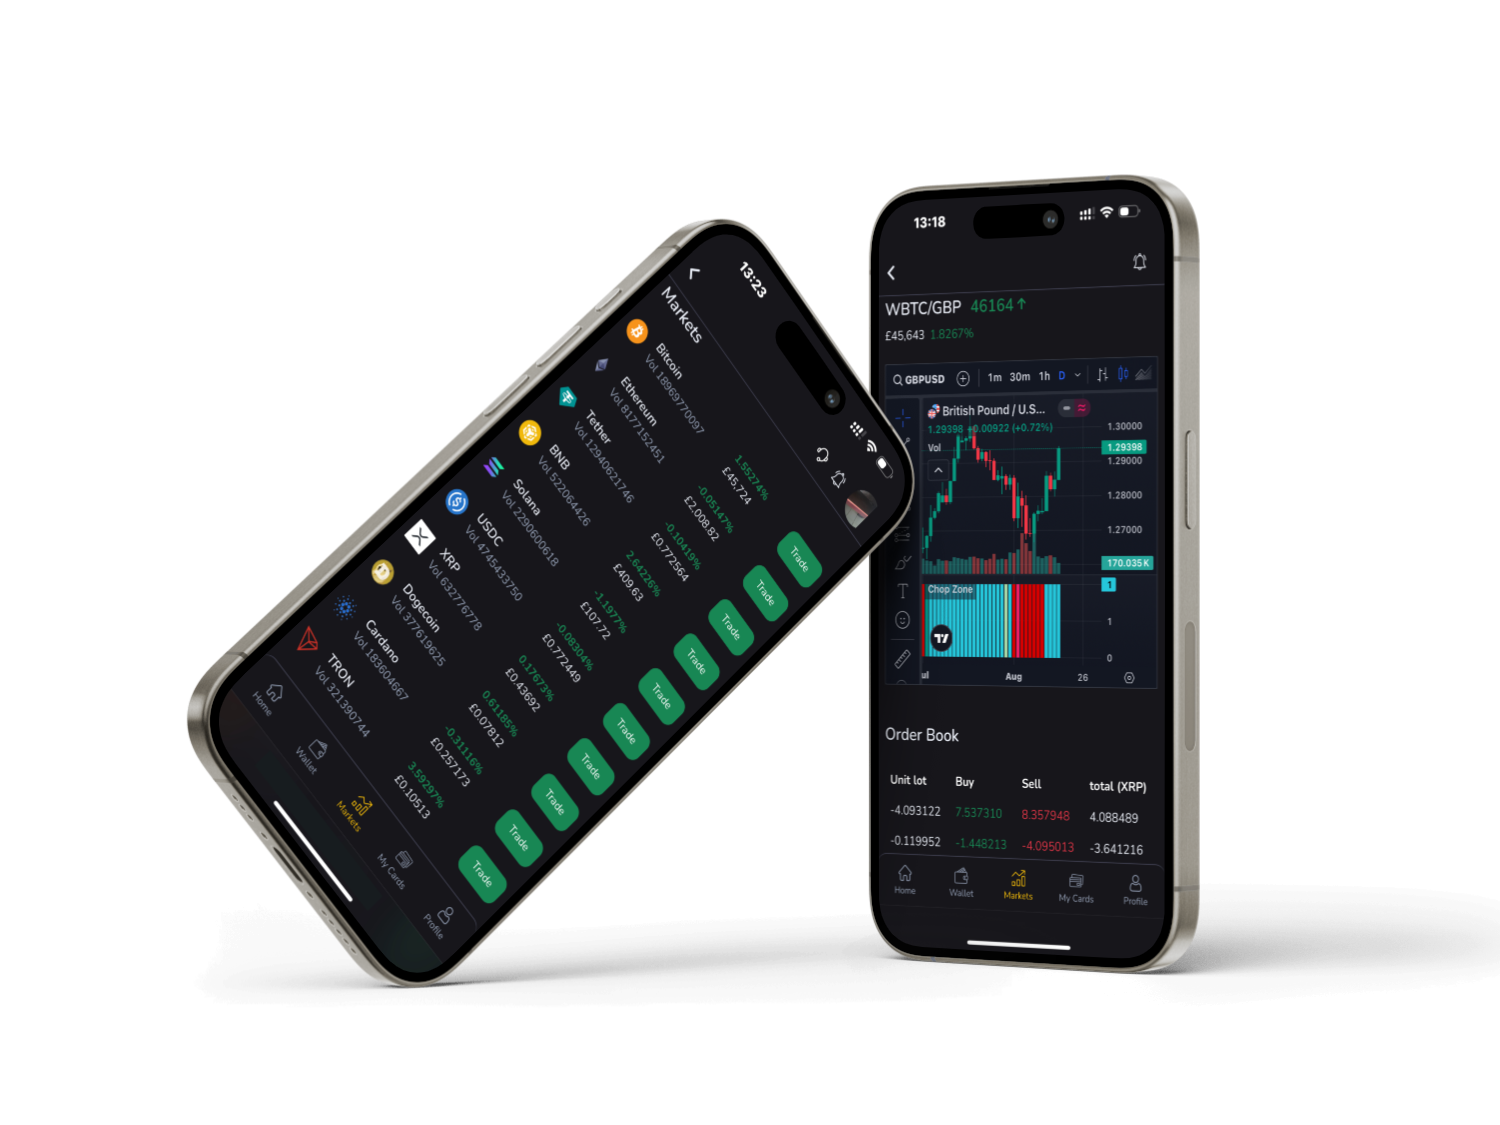 13:23
Markets
Bitcoin
Vol 18969770097
1.55274%
£45,724
Trade
Ethereum
Vol 8177152451
-0.05147%
£2,008.82
Trade
Tether
Vol 12940621746
-0.10419%
£0.772564
Trade
BNB
Vol 522064426
2.64226%
£409.63
Trade
Solana
Vol 2290600618
-1.1977%
£107.72
Trade
USDC
Vol 4745433750
-0.08304%
£0.772449
Trade
XRP
Vol 632776778
0.17673%
£0.43692
Trade
Dogecoin
Vol 377619625
0.61185%
£0.07812
Trade
Cardano
Vol 183604667
-0.31116%
£0.257173
Trade
TRON
Vol 321390744
3.59297%
£0.10513
Trade
Home
Wallet
Markets
My Cards
Profile
13:18
WBTC/GBP 46164↑
£45,643 1.8267%
GBPUSD 1m 30m 1h D
British Pound / U.S...
1.29398 +0.00922 (+0.72%)
Vol
1.30000
1.29398
1.29000
1.28000
1.27000
170.035K
Chop Zone
1
1
0
ul Aug 26
Order Book
Unit lot Buy Sell total (XRP)
-4.093122 7.537310 8.357948 4.088489
-0.119952 -1.448213 -4.095013 -3.641216
Home Wallet Markets My Cards Profile